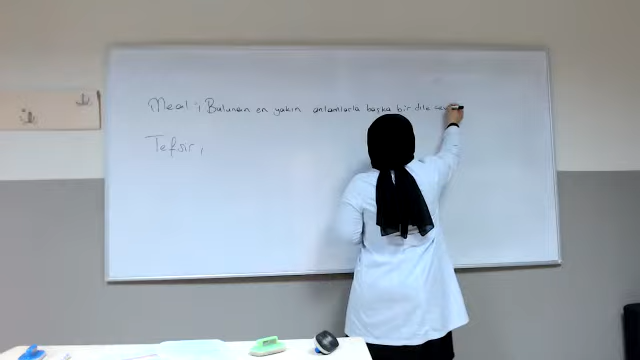 Meal ; Bulunan en yakın anlamlarla başka bir dile
Tefsir ,